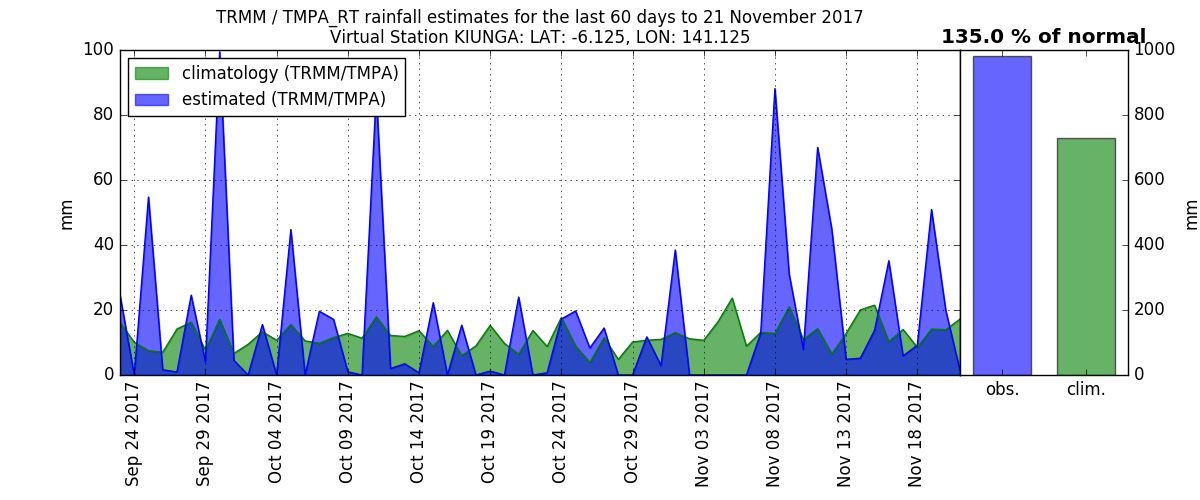 TRMM / TMPA_RT rainfall estimates for the last 60 days to 21 November 2017
Virtual Station KIUNGA: LAT: -6.125, LON: 141.125
135.0 % of normal
climatology (TRMM/TMPA)
estimated (TRMM/TMPA)
100
80
60
40
20
0
mm
Sep 24 2017
Sep 29 2017
Oct 04 2017
Oct 09 2017
Oct 14 2017
Oct 19 2017
Oct 24 2017
Oct 29 2017
Nov 03 2017
Nov 08 2017
Nov 13 2017
Nov 18 2017
obs.
clim.
1000
800
600
400
200
0
mm